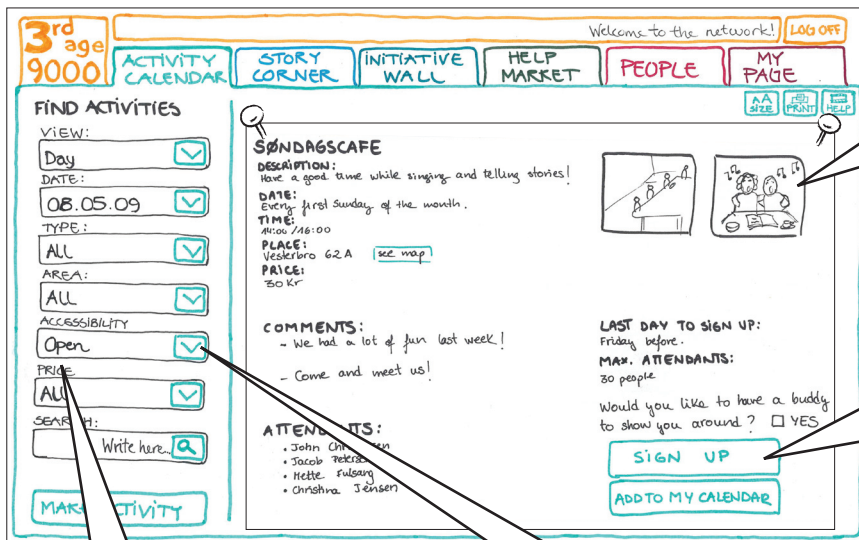 3rd age
9000
Welcome to the network!
LOG OFF
ACTIVITY CALENDAR
STORY CORNER
INITIATIVE WALL
HELP MARKET
PEOPLE
MY PAGE
AA SIZE
PRINT
HELP
FIND ACTIVITIES
VIEW:
Day
DATE:
08.05.09
TYPE:
ALL
AREA:
ALL
ACCESSIBILITY
Open
PRICE
ALL
SEARCH:
Write here...
ACTIVITY
SØNDAGSCAFE
DESCRIPTION:
Have a good time while singing and telling stories!
DATE:
Every first Sunday of the month.
TIME:
14:00 / 16:00
PLACE:
Vesterbro 62 A
see map
PRICE:
30 Kr
COMMENTS:
~ We had a lot of fun last week!
- Come and meet us!
ATTENDANTS:
• John
• Jacob
• Mette Fulsang
• Christina Jensen
LAST DAY TO SIGN UP:
Friday before.
MAX. ATTENDANTS:
30 people
Would you like to have a buddy
to show you around? YES
SIGN UP
ADD TO MY CALENDAR